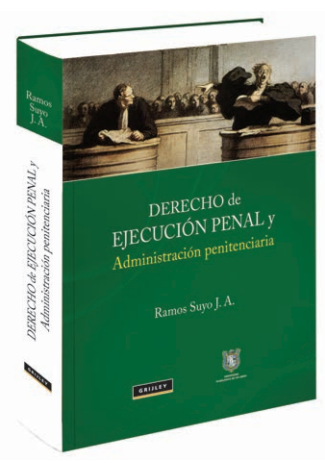 Ramos
Suyo
J. A.
DERECHO de EJECUCIÓN PENAL y
Administración penitenciaria
GRIJLEY
DERECHO de
EJECUCIÓN PENAL y
Administración penitenciaria
Ramos Suyo J. A.
GRIJLEY